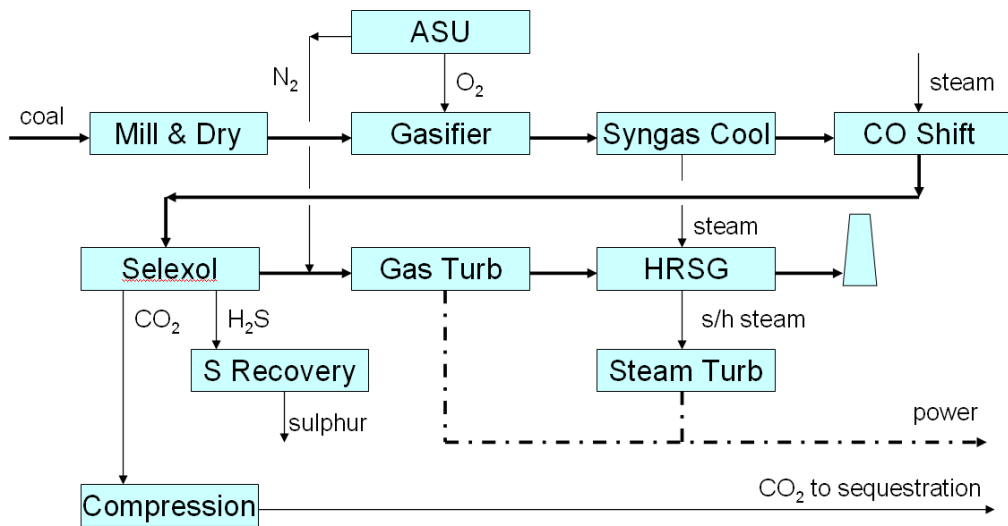 ASU
N₂
O₂
steam
coal
Mill & Dry
Gasifier
Syngas Cool
CO Shift
steam
Selexol
Gas Turb
HRSG
CO₂
H₂S
s/h steam
S Recovery
Steam Turb
sulphur
power
Compression
CO₂ to sequestration